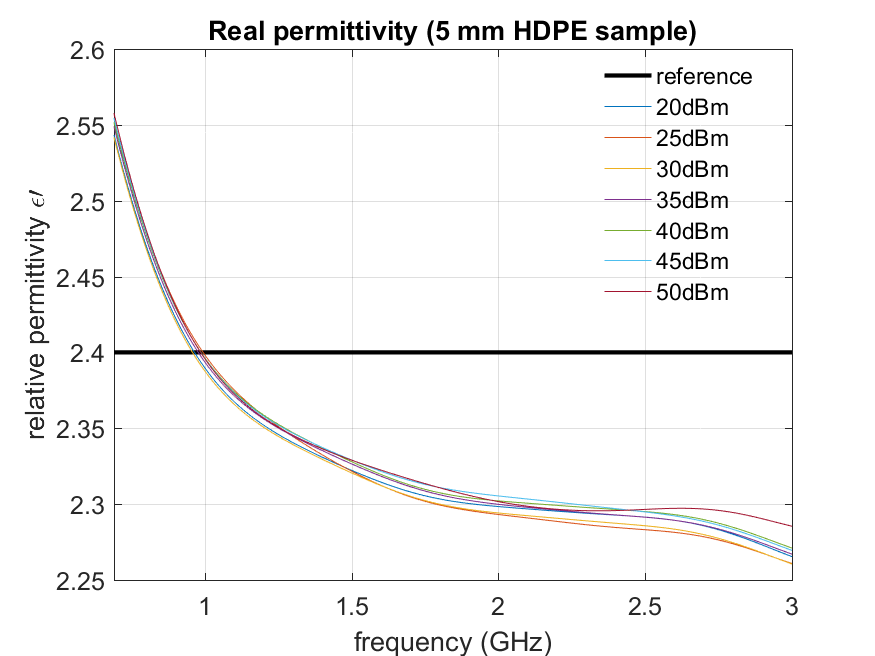 Real permittivity (5 mm HDPE sample)
2.6
2.55
2.5
2.45
2.4
2.35
2.3
2.25
relative permittivity ϵ′
reference
20dBm
25dBm
30dBm
35dBm
40dBm
45dBm
50dBm
1
1.5
2
2.5
3
frequency (GHz)